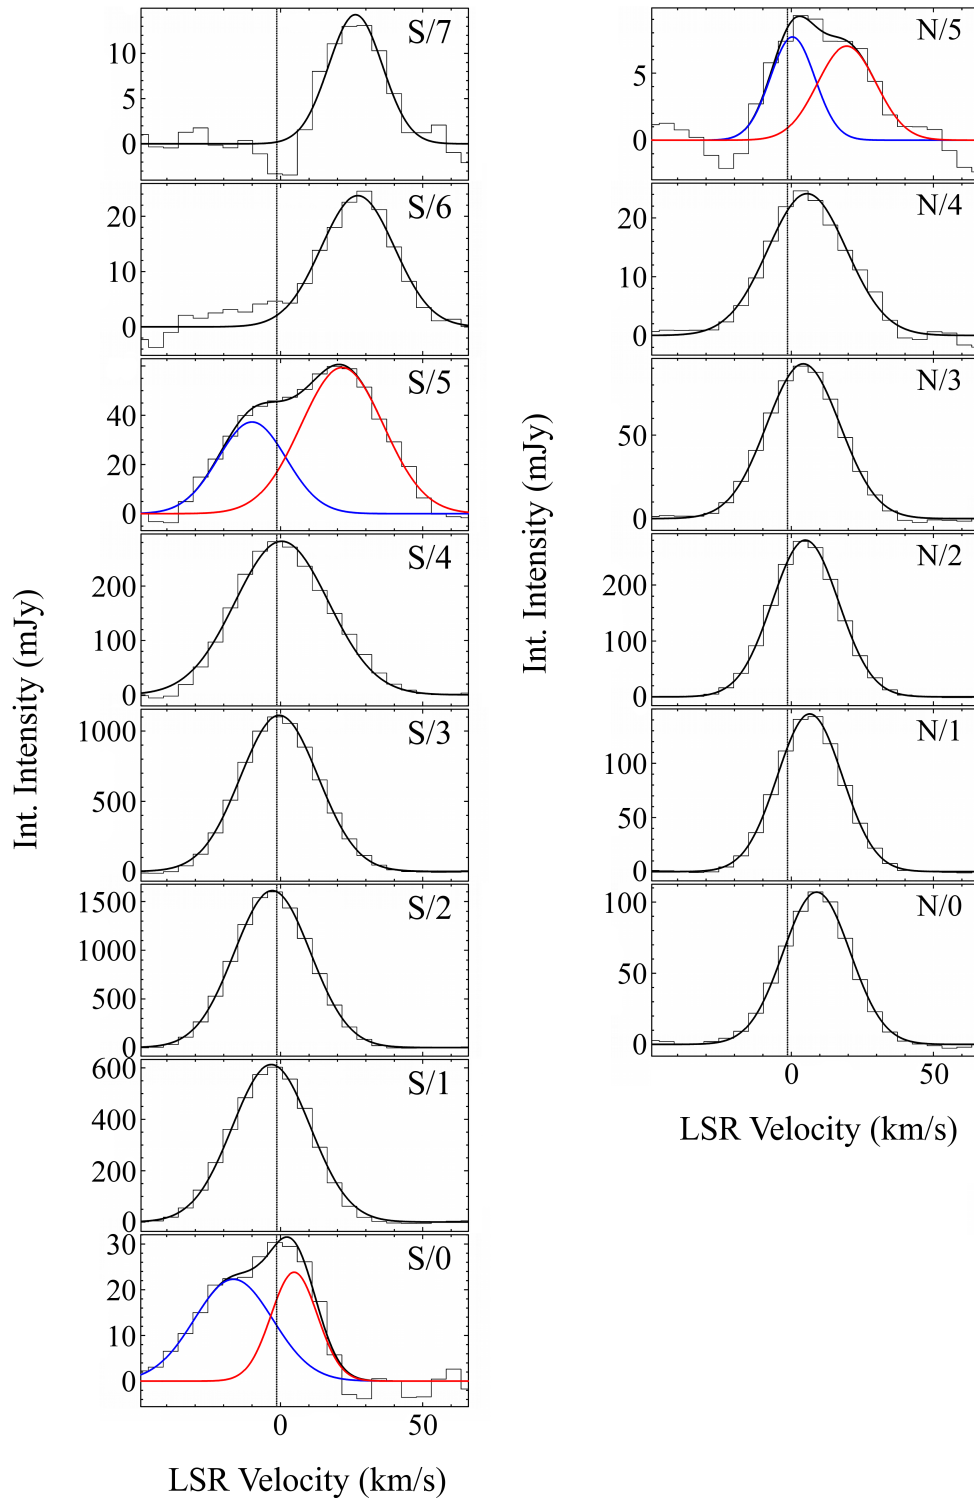 S/7
10
5
0
S/6
20
10
0
S/5
40
20
0
S/4
200
100
0
S/3
1000
500
0
S/2
1500
1000
500
0
S/1
600
400
200
0
S/0
30
20
10
0
0 50
LSR Velocity (km/s)
Int. Intensity (mJy)
N/5
5
0
N/4
20
10
0
N/3
50
0
N/2
200
100
0
N/1
100
50
0
N/0
100
50
0
0 50
LSR Velocity (km/s)
Int. Intensity (mJy)